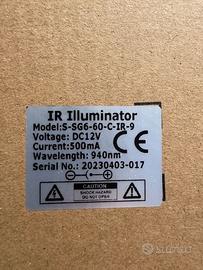 IR Illuminator
Model:S-SG6-60-C-IR-9
Voltage: DC12V
Current:500mA
Wavelength: 940nm
Serial No.: 20230403-017
CAUTION
SHOCK HAZARD
DO NOT OPEN
subito